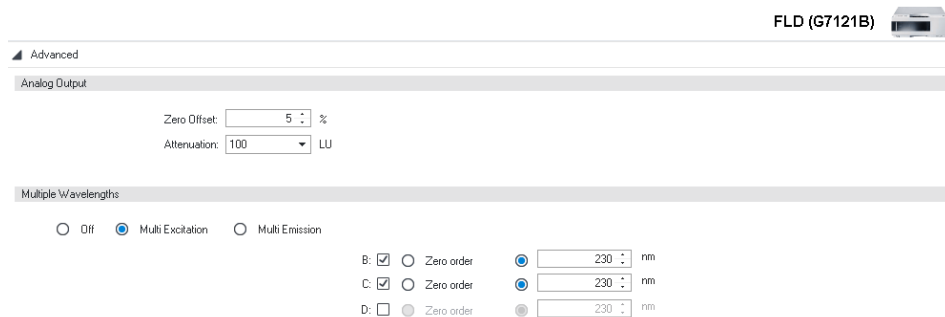 FLD (G7121B)
Advanced
Analog Output
Zero Offset: 5 %
Attenuation: 100 LU
Multiple Wavelengths
Off Multi Excitation Multi Emission
B: Zero order 230 nm
C: Zero order 230 nm
D: Zero order 230 nm